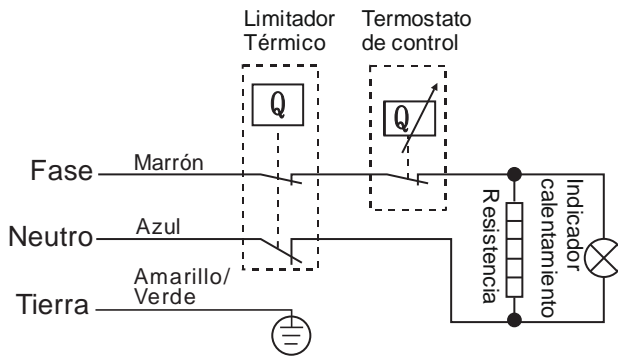 Limitador
Térmico
Termostato
de control
Q
Q
Fase
Marrón
Neutro
Azul
Tierra
Amarillo/
Verde
Resistencia
Indicador
calentamiento